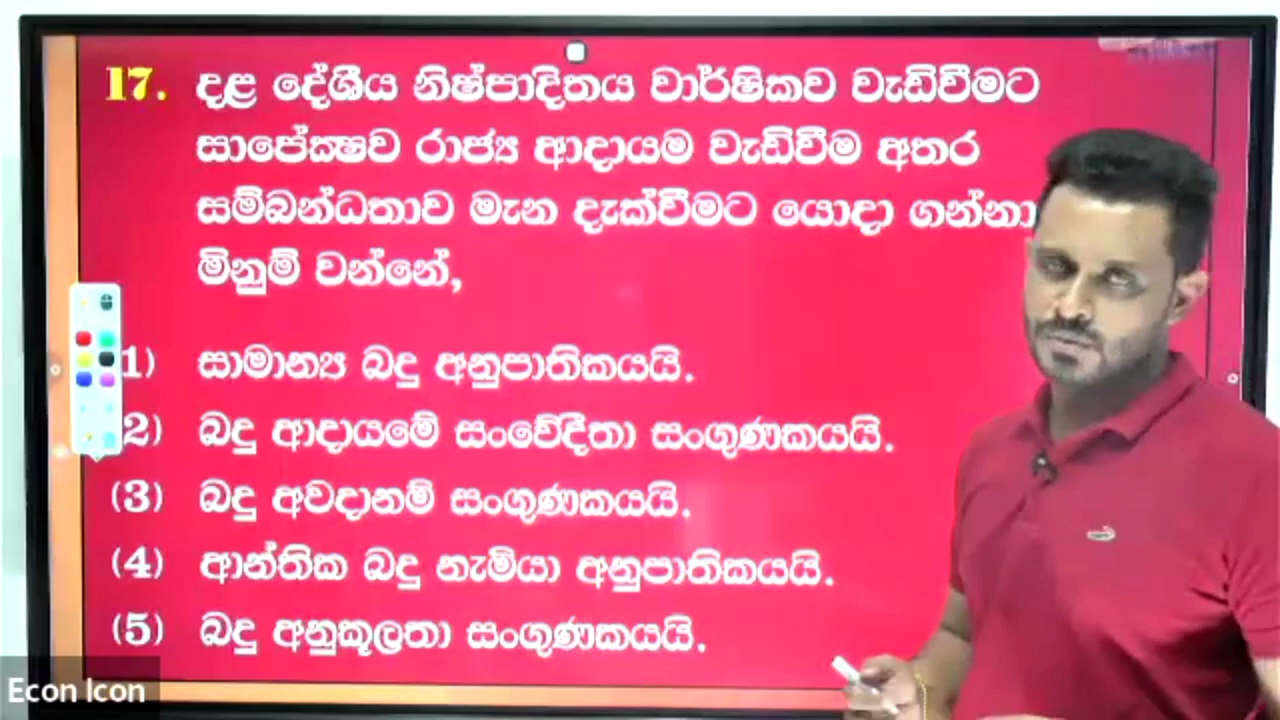 17. දළ දේශීය නිෂ්පාදිතය වාර්ෂිකව වැඩිවීමට
සාපේක්‍ෂව රාජ්‍ය ආදායම වැඩිවීම අතර
සම්බන්ධතාව මැන දැක්වීමට යොදා ගන්නා
මිනුම් වන්නේ,
1) සාමාන්‍ය බදු අනුපාතිකයයි.
2) බදු ආදායමේ සංවේදීතා සංගුණකයයි.
(3) බදු අවදානම් සංගුණකයයි.
(4) ආන්තික බදු නැමියා අනුපාතිකයයි.
(5) බදු අනුකූලතා සංගුණකයයි.
Econ Icon